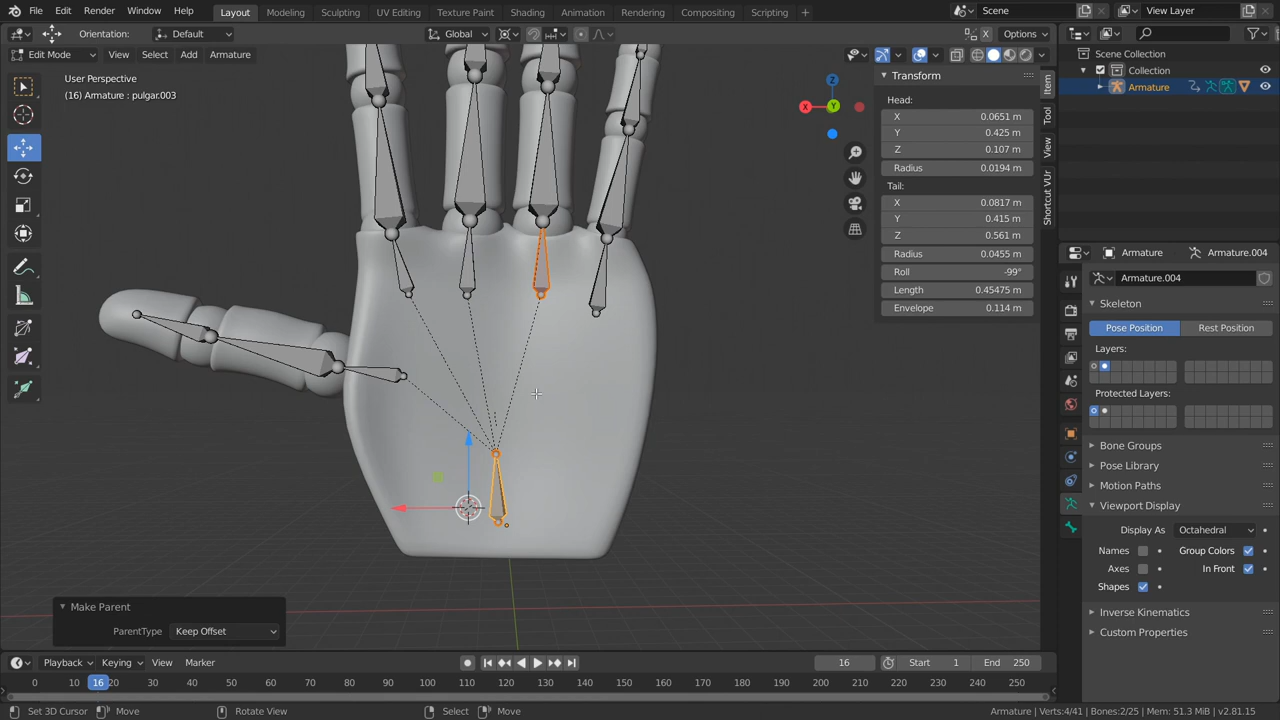 File Edit Render Window Help Layout Modeling Sculpting UV Editing Texture Paint Shading Animation Rendering Compositing Scripting + Scene View Layer
Orientation: Default Global Options
Edit Mode View Select Add Armature
User Perspective
(16) Armature : pulgar.003
Z
X
Y
Make Parent
ParentType Keep Offset
Transform
Head:
X 0.0651 m
Y 0.425 m
Z 0.107 m
Radius 0.0194 m
Tail:
X 0.0817 m
Y 0.415 m
Z 0.561 m
Radius 0.0455 m
Roll -99°
Length 0.45475 m
Envelope 0.114 m
Item
Tool
View
Shortcut VUr
Scene Collection
Collection
Armature
Armature Armature.004
Armature.004
Skeleton
Pose Position Rest Position
Layers:
Protected Layers:
Bone Groups
Pose Library
Motion Paths
Viewport Display
Display As Octahedral
Names Group Colors
Axes In Front
Shapes
Inverse Kinematics
Custom Properties
Playback Keying View Marker 16 Start 1 End 250
0 10 16 20 30 40 50 60 70 80 90 100 110 120 130 140 150 160 170 180 190 200 210 220 230 240 250
Set 3D Cursor Move Rotate View Select Move Armature | Verts:4/41 | Bones:2/25 | Mem: 51.3 MiB | v2.81.15